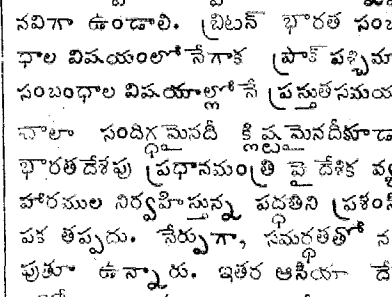 నవిగా ఉండాలి. బ్రిటన్ భారత సం
ధాల విషయంలో నేగాక ప్రాక్ పశ్చిమ
సంబంధాల విషయాల్లో నే ప్రస్తుతసమయ
చాలా సందిగ్ధమైనదీ క్లిష్టమైనదీకూడా
భారతదేశపు ప్రధానమంత్రి వై దేశిక వ్య
హారముల నిర్వహిస్తున్న పద్ధతిని ప్రశం
పక తప్పదు. నేర్పుగా, సమర్థతతో న
పుతూ ఉన్నారు. ఇతర ఆసియా దే